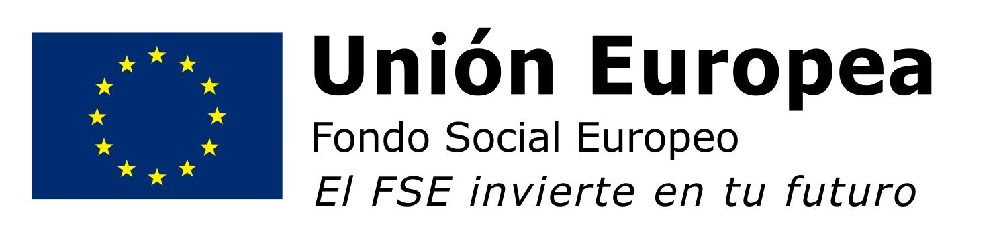 Unión Europea
Fondo Social Europeo
El FSE invierte en tu futuro